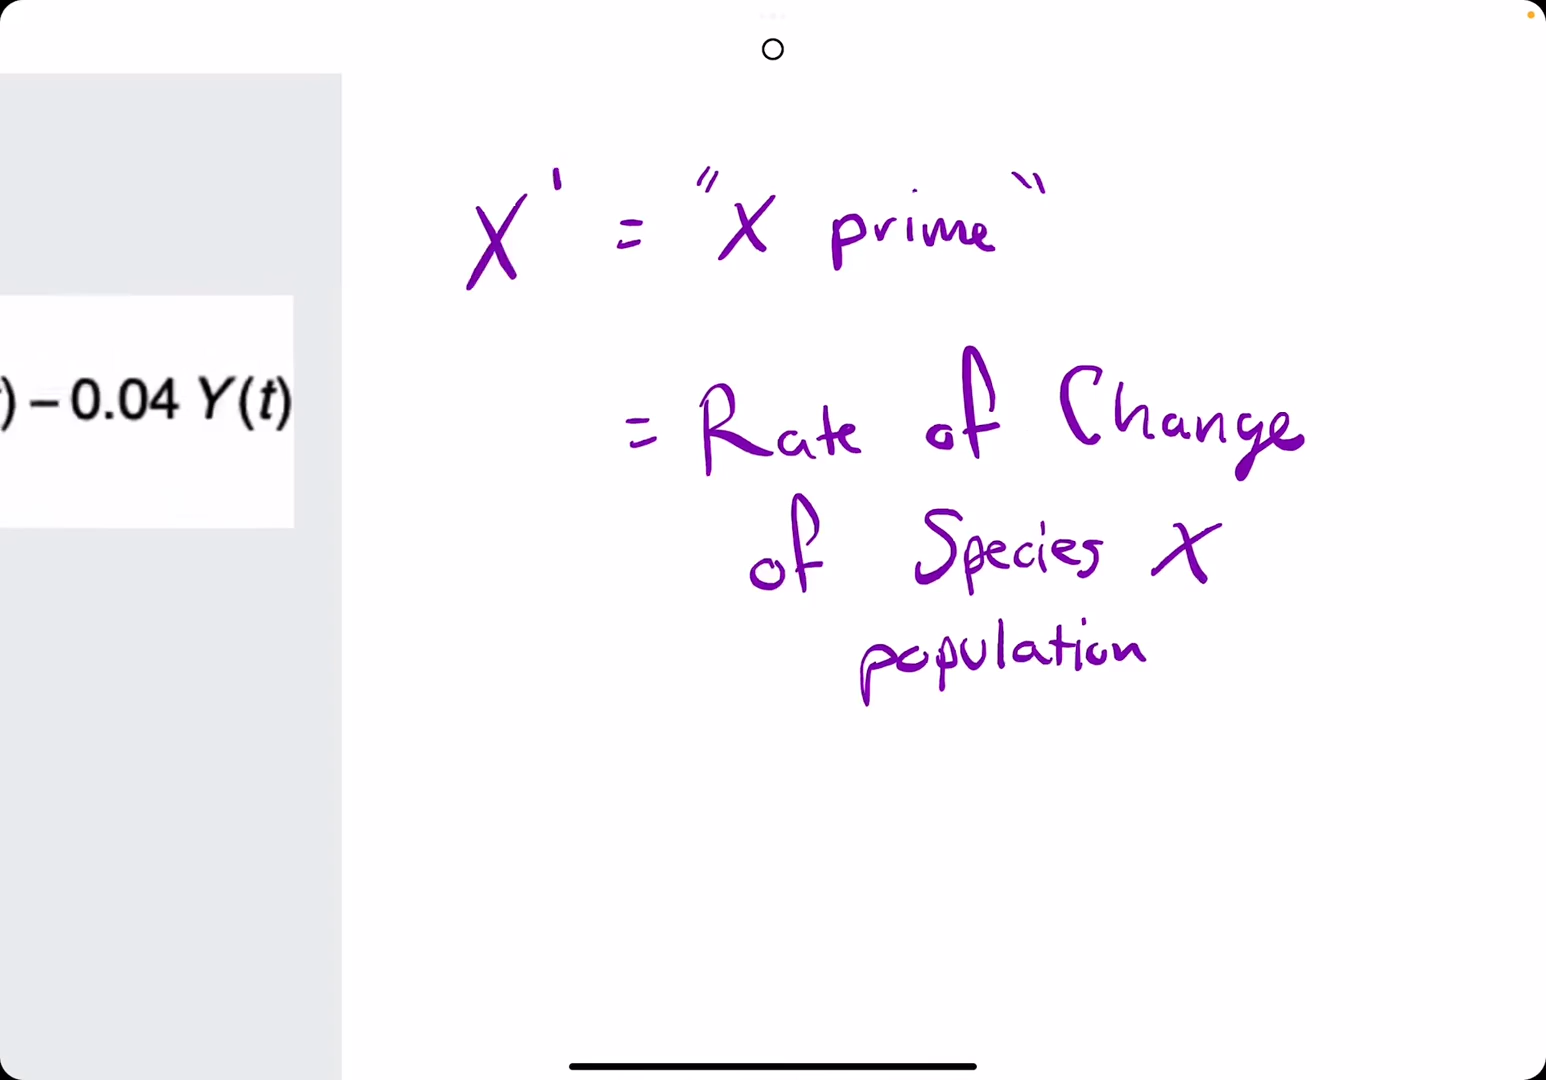 X' = "X prime"
) – 0.04 Y(t)
= Rate of Change
of Species X
population